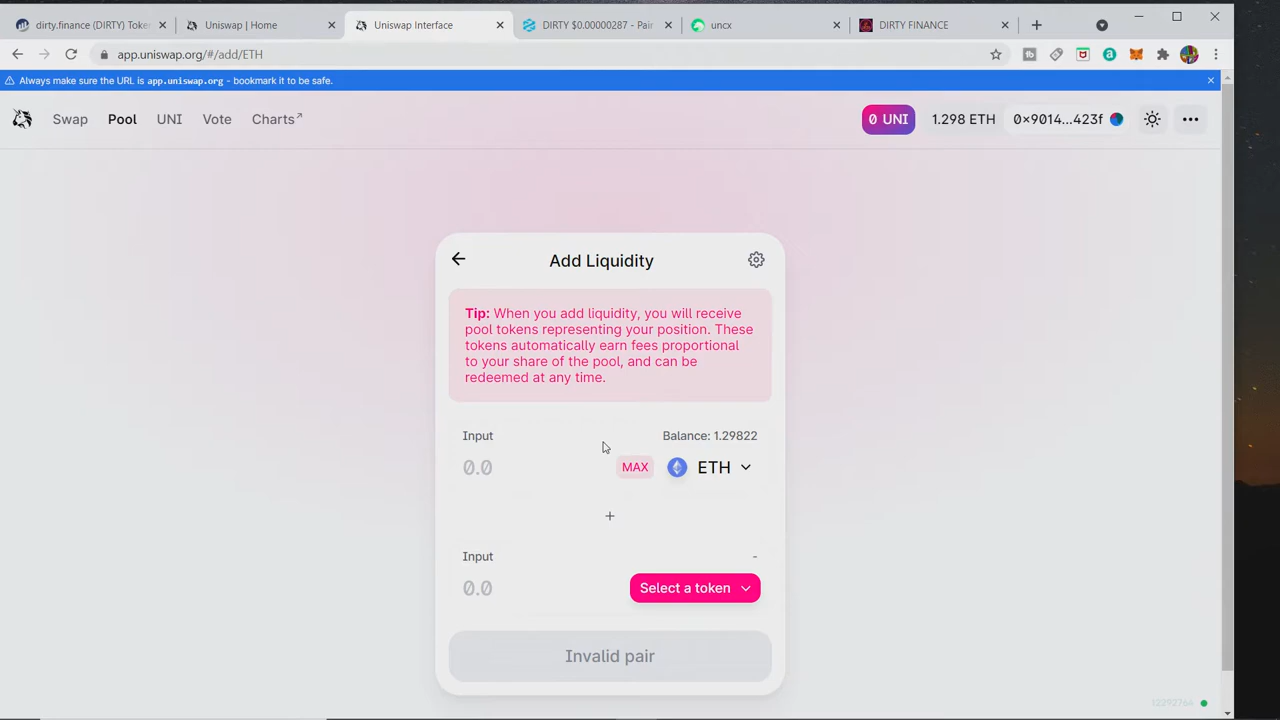 dirty.finance (DIRTY) Toke
Uniswap | Home
Uniswap Interface
DIRTY $0.00000287 - Pair
uncx
DIRTY FINANCE
app.uniswap.org/#/add/ETH
Always make sure the URL is app.uniswap.org - bookmark it to be safe.
Swap
Pool
UNI
Vote
Charts↗
0 UNI
1.298 ETH
0×9014...423f
Add Liquidity
Tip: When you add liquidity, you will receive
pool tokens representing your position. These
tokens automatically earn fees proportional
to your share of the pool, and can be
redeemed at any time.
Input
Balance: 1.29822
0.0
MAX
ETH
+
Input
-
0.0
Select a token
Invalid pair
12292764